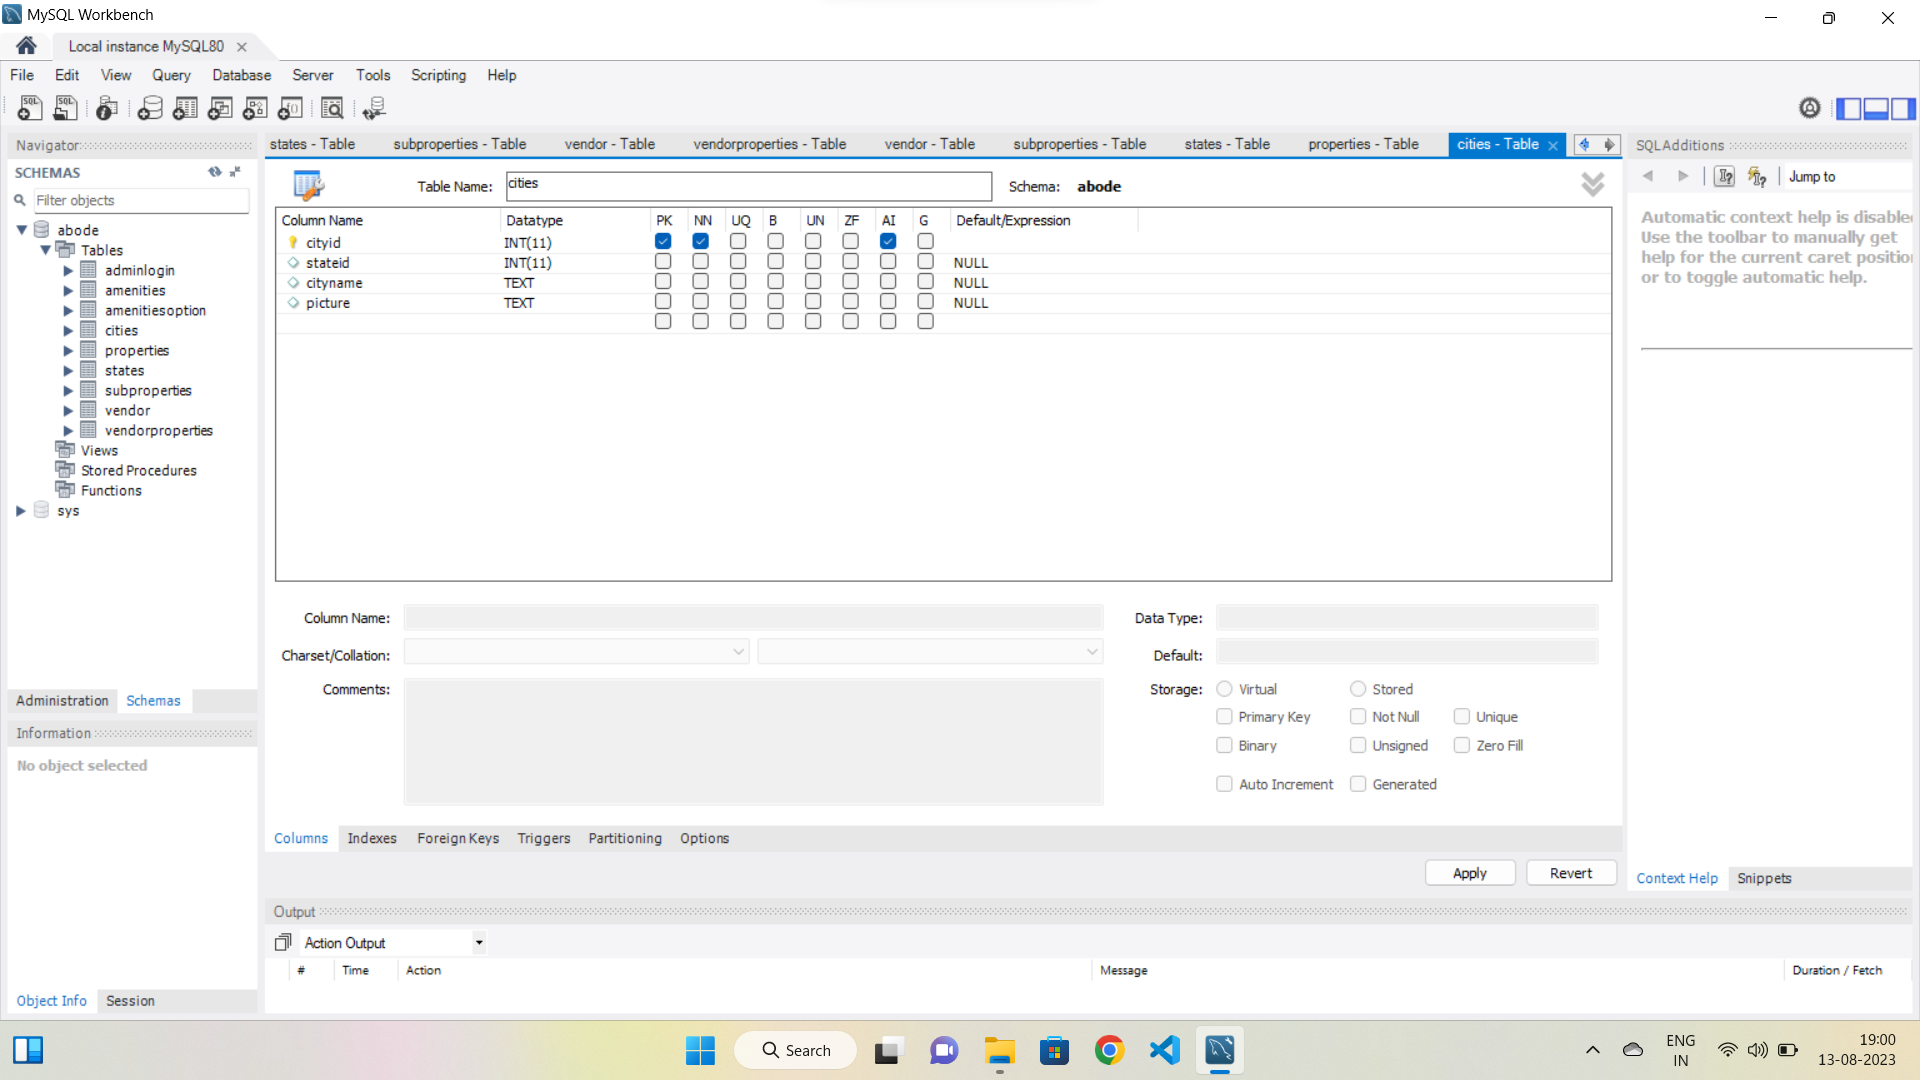 MySQL Workbench
Local instance MySQL80
File Edit View Query Database Server Tools Scripting Help
Navigator
SCHEMAS
Filter objects
abode
Tables
adminlogin
amenities
amenitiesoption
cities
properties
states
subproperties
vendor
vendorproperties
Views
Stored Procedures
Functions
sys
Administration Schemas
Information
No object selected
Object Info Session
states - Table subproperties - Table vendor - Table vendorproperties - Table vendor - Table subproperties - Table states - Table properties - Table cities - Table
Table Name: cities Schema: abode
Column Name Datatype PK NN UQ B UN ZF AI G Default/Expression
cityid INT(11)
stateid INT(11) NULL
cityname TEXT NULL
picture TEXT NULL
Column Name: Data Type:
Charset/Collation: Default:
Comments: Storage: Virtual Stored
Primary Key Not Null Unique
Binary Unsigned Zero Fill
Auto Increment Generated
Columns Indexes Foreign Keys Triggers Partitioning Options
Apply Revert
Output
Action Output
# Time Action Message Duration / Fetch
SQLAdditions
Jump to
Automatic context help is disabled
Use the toolbar to manually get
help for the current caret position
or to toggle automatic help.
Context Help Snippets
Search
ENG
IN
19:00
13-08-2023